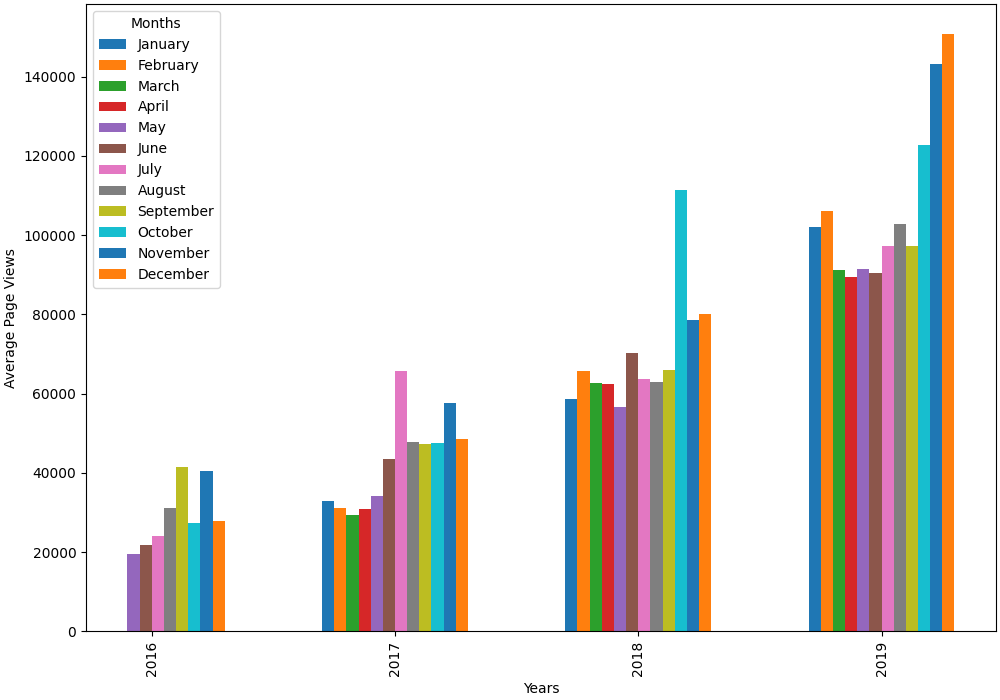 Months
January
February
March
April
May
June
July
August
September
October
November
December
140000
120000
100000
80000
60000
40000
20000
0
Average Page Views
2016
2017
2018
2019
Years